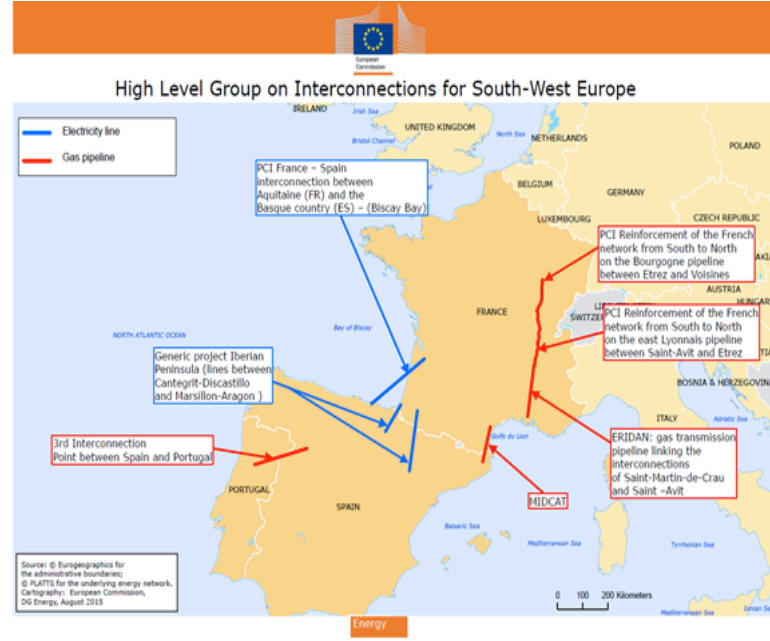 European
Commission
High Level Group on Interconnections for South-West Europe
Electricity line
Gas pipeline
IRELAND
Irish Sea
UNITED KINGDOM
Bristol Channel
North Sea
NETHERLANDS
POLAND
BELGIUM
GERMANY
LUXEMBOURG
CZECH REPUBLIC
PCI France – Spain
interconnection between
Aquitaine (FR) and the
Basque country (ES) – (Biscay Bay)
PCI Reinforcement of the French
network from South to North
on the Bourgogne pipeline
between Etrez and Voisines
AUSTRIA
FRANCE
SWITZER
PCI Reinforcement of the French
network from South to North
on the east Lyonnais pipeline
between Saint-Avit and Etrez
NORTH ATLANTIC OCEAN
Bay of Biscay
Generic project Iberian
Peninsula (lines between
Cantegrit-Discastillo
and Marsillon-Aragon )
BOSNIA & HERZEGOVINA
ITALY
Adriatic Sea
3rd Interconnection
Point between Spain and Portugal
Golfe du Lion
ERIDAN: gas transmission
pipeline linking the
interconnections
of Saint-Martin-de-Crau
and Saint –Avit
MIDCAT
PORTUGAL
SPAIN
Balearic Sea
Mediterranean Sea
Tyrrhenian Sea
Source: © Eurogeographics for
the administrative boundaries;
© PLATTS for the underlying energy network.
Cartography: European Commission,
DG Energy, August 2015
0 100 200 Kilometers
Mediterranean Sea
Ionian Se
Energy